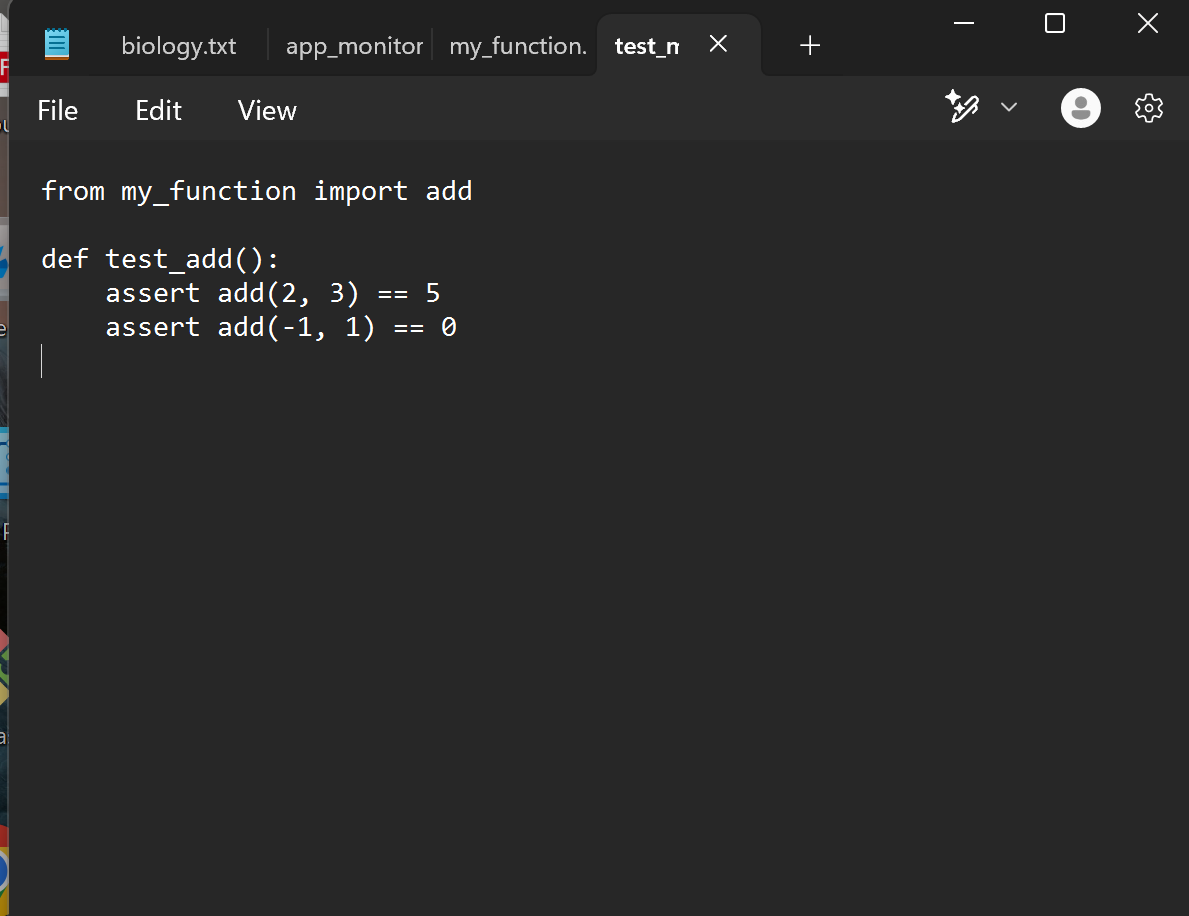 biology.txt
app_monitor
my_function.
test_m
File
Edit
View
from my_function import add
def test_add():
assert add(2, 3) == 5
assert add(-1, 1) == 0